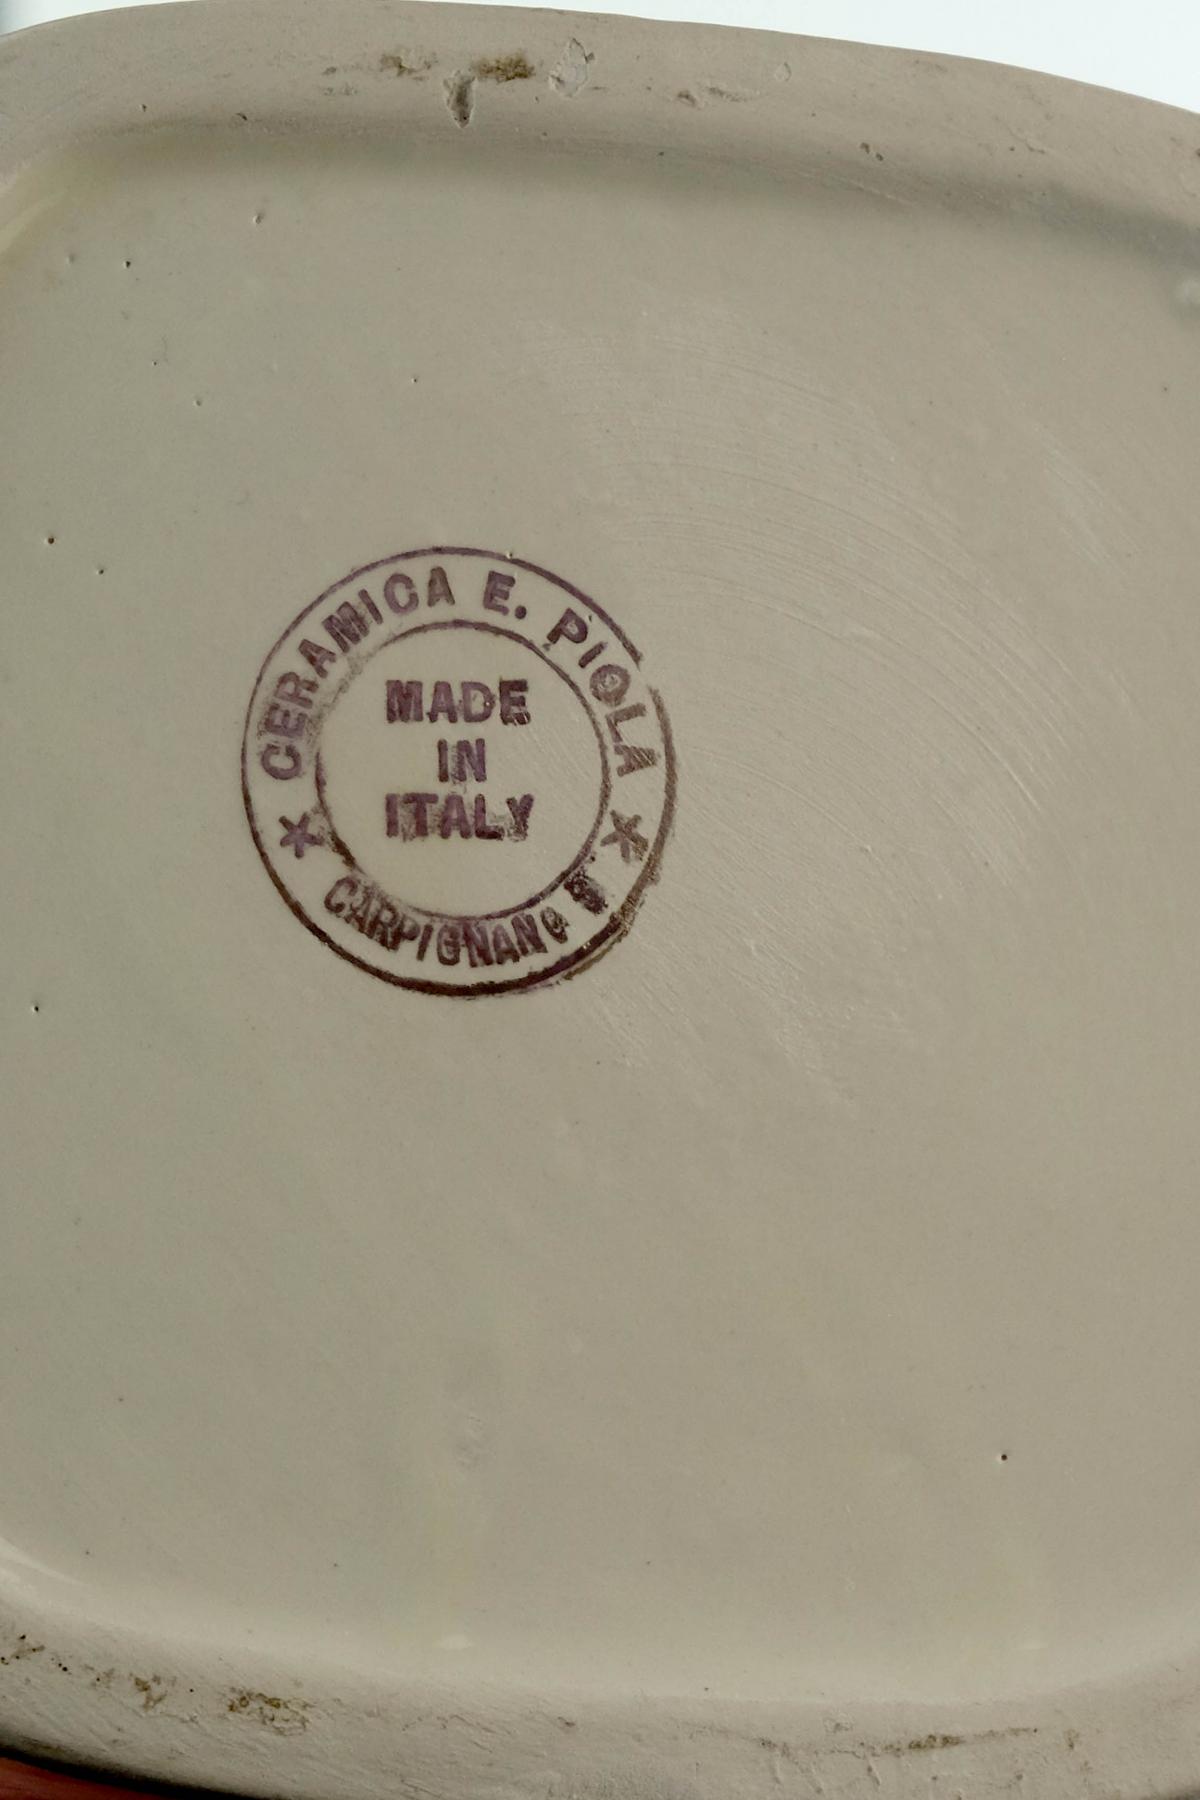 CERAMICA E. PIOLA
MADE
IN
ITALY
CARPIGNANO